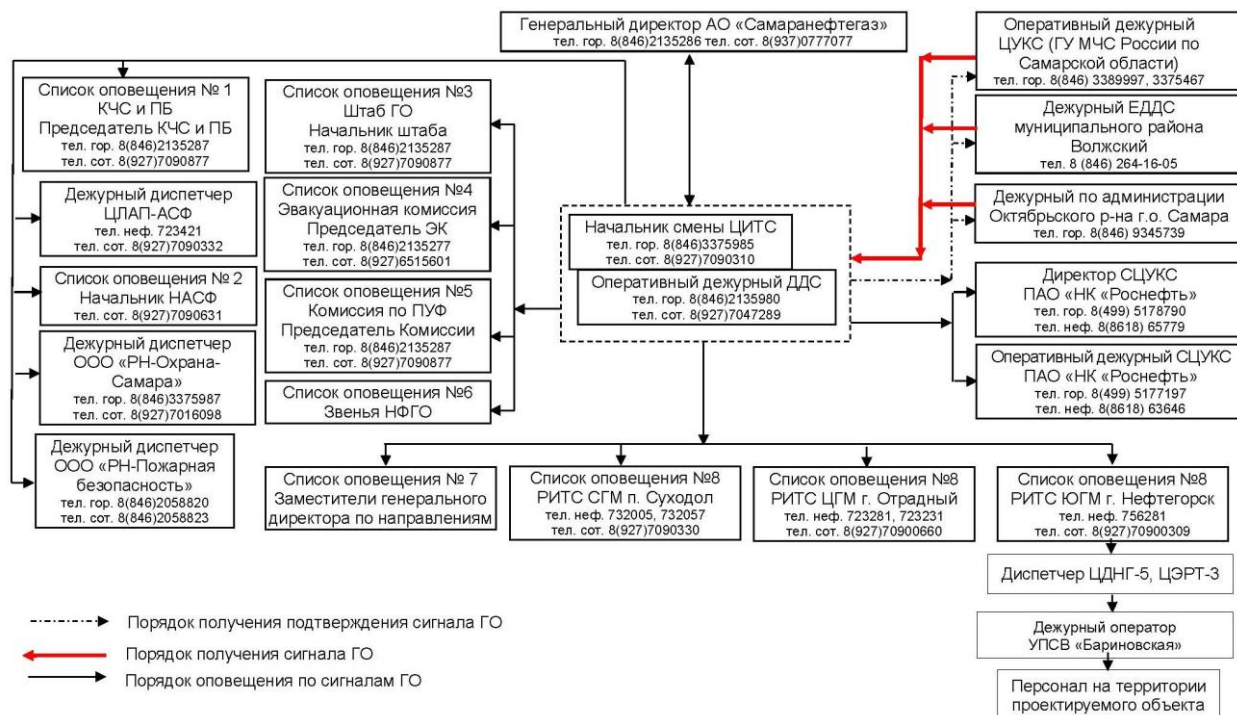 Генеральный директор АО «Самаранефтегаз»
тел. гор. 8(846)2135286 тел. сот. 8(937)0777077
Список оповещения № 1
КЧС и ПБ
Председатель КЧС и ПБ
тел. гор. 8(846)2135287
тел. сот. 8(927)7090877
Дежурный диспетчер
ЦЛАП-АСФ
тел. неф. 723421
тел. сот. 8(927)7090332
Список оповещения № 2
Начальник НАСФ
тел. сот. 8(927)7090631
Дежурный диспетчер
ООО «РН-Охрана-
Самара»
тел. гор. 8(846)3375987
тел. сот. 8(927)7016098
Дежурный диспетчер
ООО «РН-Пожарная
безопасность»
тел. гор. 8(846)2058820
тел. сот. 8(846)2058823
Список оповещения №3
Штаб ГО
Начальник штаба
тел. гор. 8(846)2135287
тел. сот. 8(927)7090877
Список оповещения №4
Эвакуационная комиссия
Председатель ЭК
тел. гор. 8(846)2135277
тел. сот. 8(927)6515601
Список оповещения №5
Комиссия по ПУФ
Председатель Комиссии
тел. гор. 8(846)2135287
тел. сот. 8(927)7090877
Список оповещения №6
Звенья НФГО
Начальник смены ЦИТС
тел. гор. 8(846)3375985
тел. сот. 8(927)7090310
Оперативный дежурный ДДС
тел. гор. 8(846)2135980
тел. сот. 8(927)7047289
Оперативный дежурный
ЦУКС (ГУ МЧС России по
Самарской области)
тел. гор. 8(846) 3389997, 3375467
Дежурный ЕДДС
муниципального района
Волжский
тел. 8 (846) 264-16-05
Дежурный по администрации
Октябрьского р-на г.о. Самара
тел. гор. 8(846) 9345739
Директор СЦУКС
ПАО «НК «Роснефть»
тел. гор. 8(499) 5178790
тел. неф. 8(8618) 65779
Оперативный дежурный СЦУКС
ПАО «НК «Роснефть»
тел. гор. 8(499) 5177197
тел. неф. 8(8618) 63646
Список оповещения № 7
Заместители генерального
директора по направлениям
Список оповещения №8
РИТС СГМ п. Суходол
тел. неф. 732005, 732057
тел. сот. 8(927)7090330
Список оповещения №8
РИТС ЦГМ г. Отрадный
тел. неф. 723281, 723231
тел. сот. 8(927)70900660
Список оповещения №8
РИТС ЮГМ г. Нефтегорск
тел. неф. 756281
тел. сот. 8(927)70900309
Диспетчер ЦДНГ-5, ЦЭРТ-3
Дежурный оператор
УПСВ «Бариновская»
Персонал на территории
проектируемого объекта
Порядок получения подтверждения сигнала ГО
Порядок получения сигнала ГО
Порядок оповещения по сигналам ГО